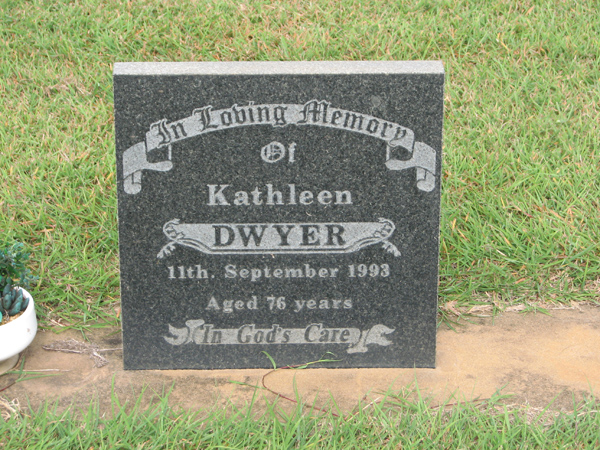 In Loving Memory
Of
Kathleen
DWYER
11th. September 1993
Aged 76 years
In God's Care